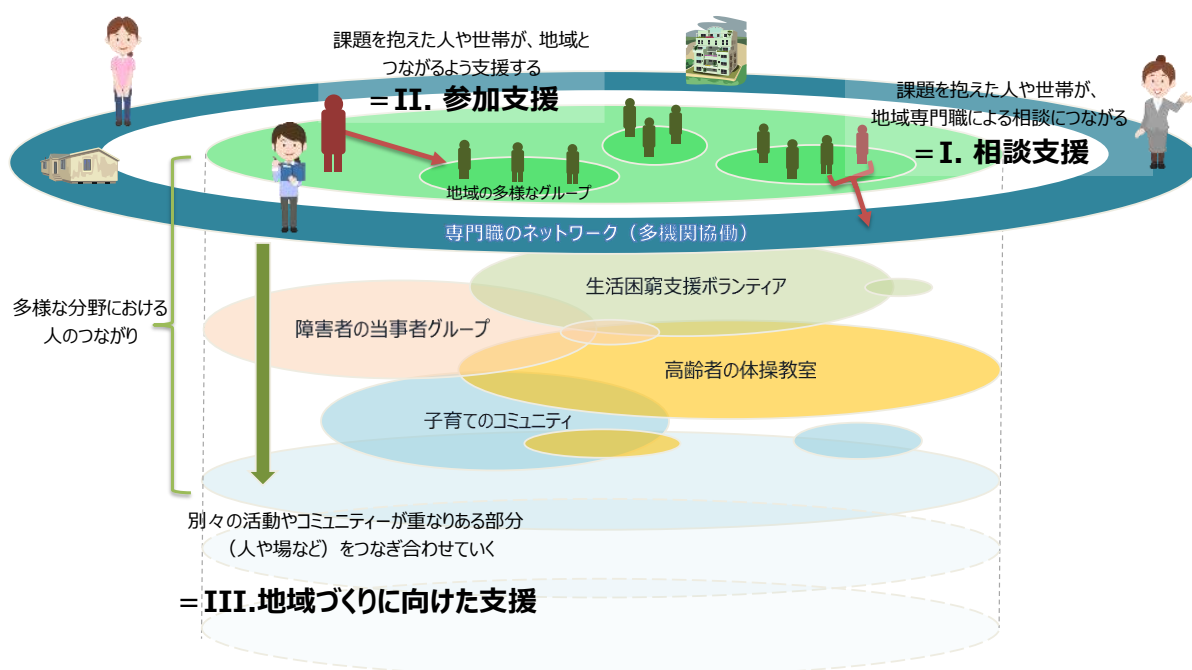 課題を抱えた人や世帯が、地域と
つながるよう支援する
=II. 参加支援
課題を抱えた人や世帯が、
地域専門職による相談につながる
=I. 相談支援
地域の多様なグループ
専門職のネットワーク（多機関協働）
多様な分野における
人のつながり
生活困窮支援ボランティア
障害者の当事者グループ
高齢者の体操教室
子育てのコミュニティ
別々の活動やコミュニティーが重なりある部分
（人や場など）をつなぎ合わせていく
=III.地域づくりに向けた支援